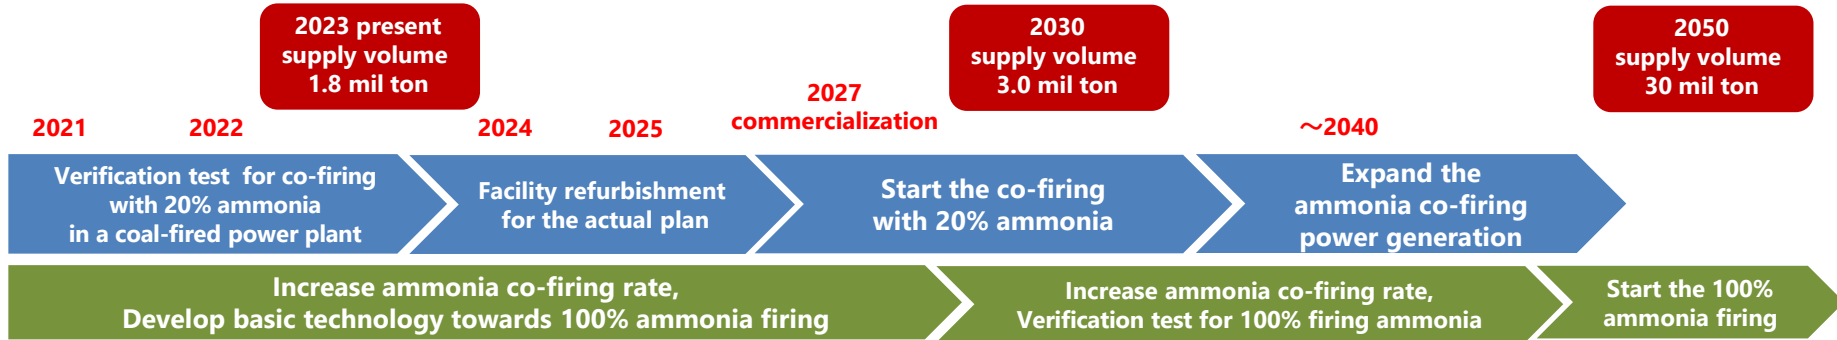 2023 present
supply volume
1.8 mil ton
2030
supply volume
3.0 mil ton
2050
supply volume
30 mil ton
2021
2022
2024
2025
2027
commercialization
～2040
Verification test for co-firing
with 20% ammonia
in a coal-fired power plant
Facility refurbishment
for the actual plan
Start the co-firing
with 20% ammonia
Expand the
ammonia co-firing
power generation
Increase ammonia co-firing rate,
Develop basic technology towards 100% ammonia firing
Increase ammonia co-firing rate,
Verification test for 100% firing ammonia
Start the 100%
ammonia firing